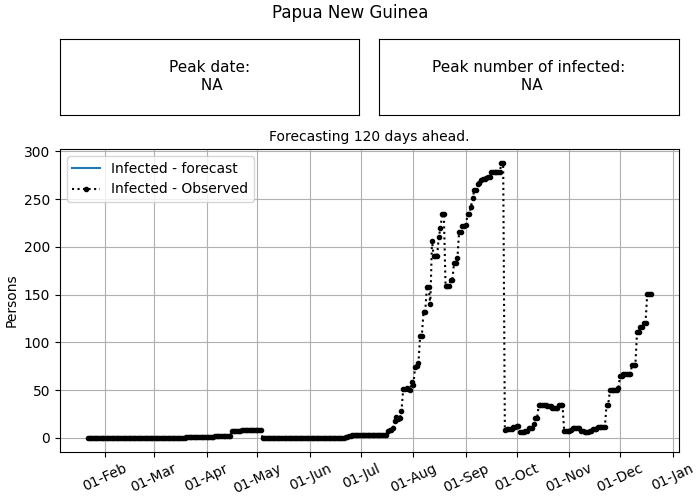 Papua New Guinea
Peak date:
NA
Peak number of infected:
NA
Forecasting 120 days ahead.
Infected - forecast
Infected - Observed
Persons
300
250
200
150
100
50
0
01-Feb
01-Mar
01-Apr
01-May
01-Jun
01-Jul
01-Aug
01-Sep
01-Oct
01-Nov
01-Dec
01-Jan